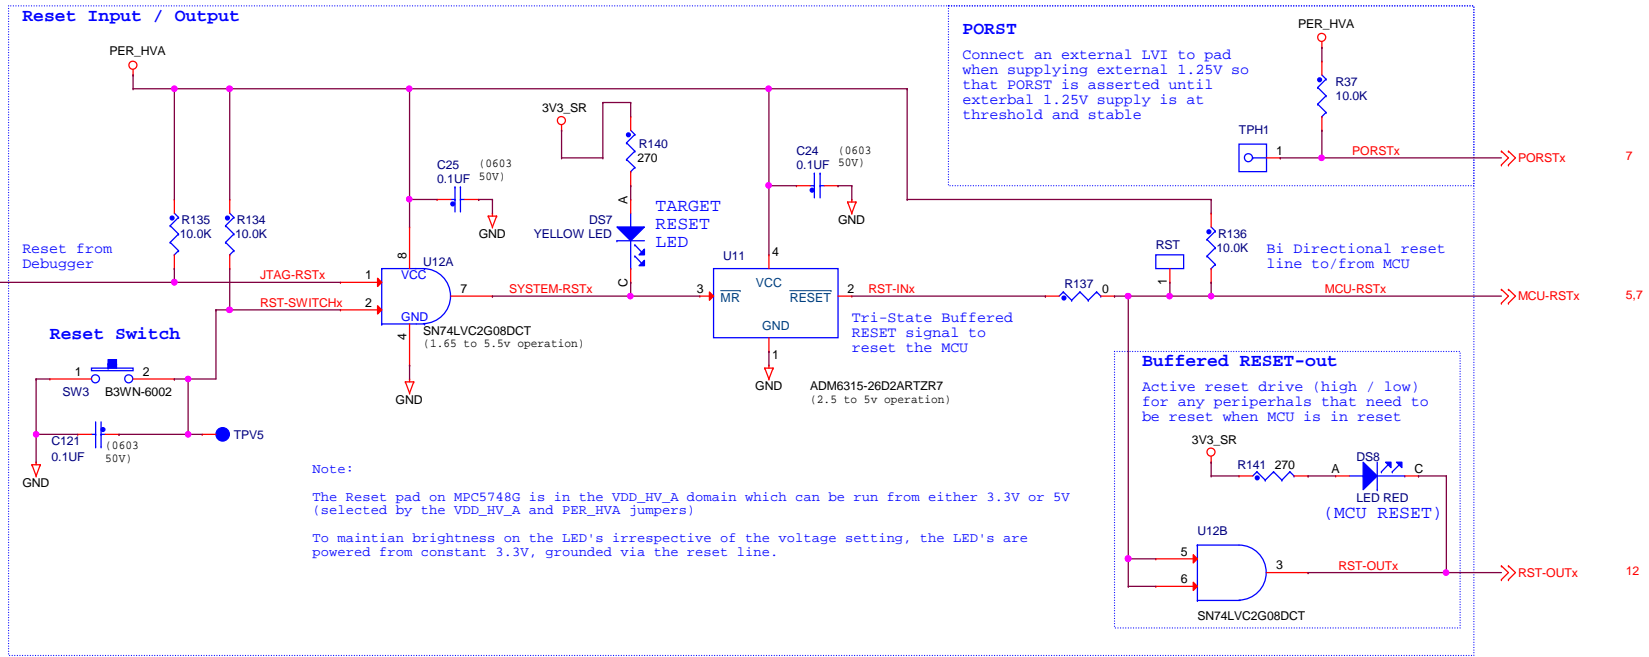 Reset Input / Output
PER_HVA
R135
10.0K
R134
10.0K
Reset from
Debugger
JTAG-RSTx
RST-SWITCHx
1
2
8
VCC
GND
4
7
U12A
SN74LVC2G08DCT
(1.65 to 5.5v operation)
GND
C25
0.1UF
(0603
50V)
GND
SYSTEM-RSTx
3V3_SR
R140
270
A
DS7
YELLOW LED
C
TARGET
RESET
LED
C24
0.1UF
(0603
50V)
GND
U11
4
VCC
3
MR
RESET
2
GND
1
GND
ADM6315-26D2ARTZR7
(2.5 to 5v operation)
RST-INx
Tri-State Buffered
RESET signal to
reset the MCU
R137
0
RST
1
R136
10.0K
Bi Directional reset
line to/from MCU
MCU-RSTx
MCU-RSTx
5,7
PORST
Connect an external LVI to pad
when supplying external 1.25V so
that PORST is asserted until
exterbal 1.25V supply is at
threshold and stable
PER_HVA
R37
10.0K
TPH1
1
PORSTx
PORSTx
7
Reset Switch
1
2
SW3
B3WN-6002
C121
0.1UF
(0603
50V)
TPV5
GND
Note:
The Reset pad on MPC5748G is in the VDD_HV_A domain which can be run from either 3.3V or 5V
(selected by the VDD_HV_A and PER_HVA jumpers)
To maintian brightness on the LED's irrespective of the voltage setting, the LED's are
powered from constant 3.3V, grounded via the reset line.
Buffered RESET-out
Active reset drive (high / low)
for any periperhals that need to
be reset when MCU is in reset
3V3_SR
R141
270
A
DS8
C
LED RED
(MCU RESET)
U12B
5
6
3
SN74LVC2G08DCT
RST-OUTx
RST-OUTx
12